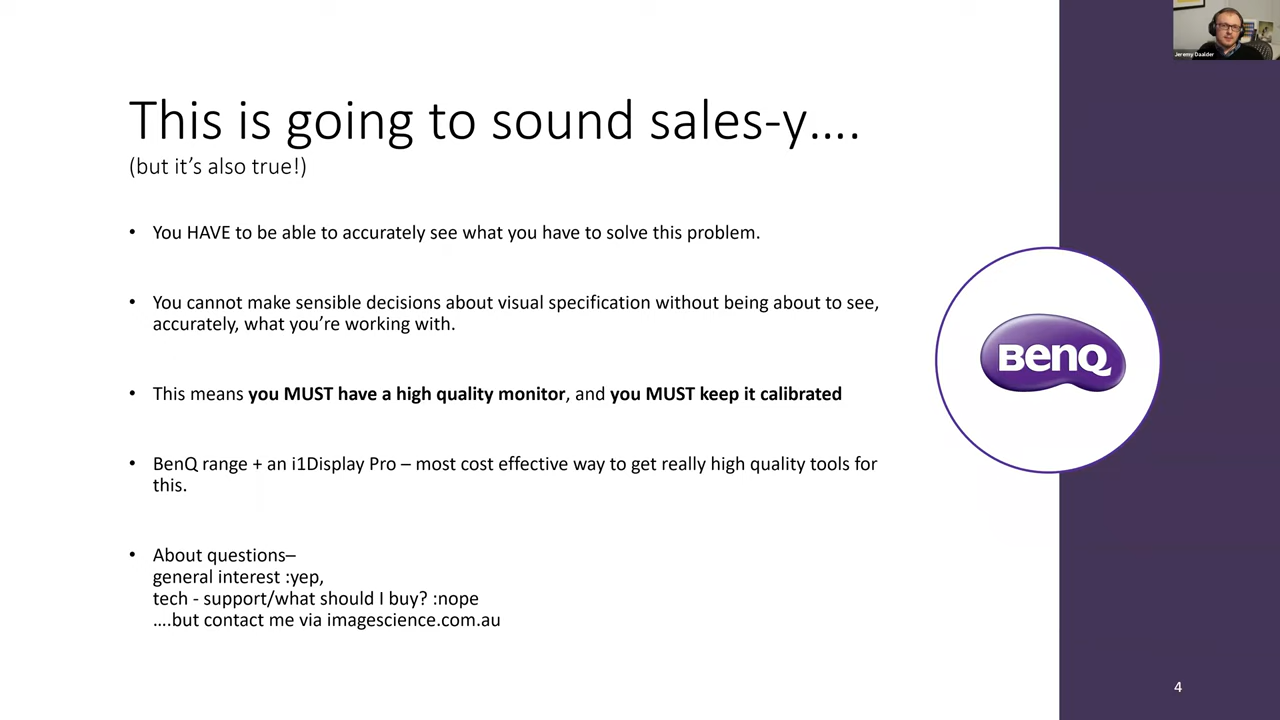 Jeremy Daalder
This is going to sound sales-y….
(but it's also true!)
• You HAVE to be able to accurately see what you have to solve this problem.
• You cannot make sensible decisions about visual specification without being about to see,
accurately, what you're working with.
• This means you MUST have a high quality monitor, and you MUST keep it calibrated
• BenQ range + an i1Display Pro – most cost effective way to get really high quality tools for
this.
• About questions–
general interest :yep,
tech - support/what should I buy? :nope
….but contact me via imagescience.com.au
BenQ
4